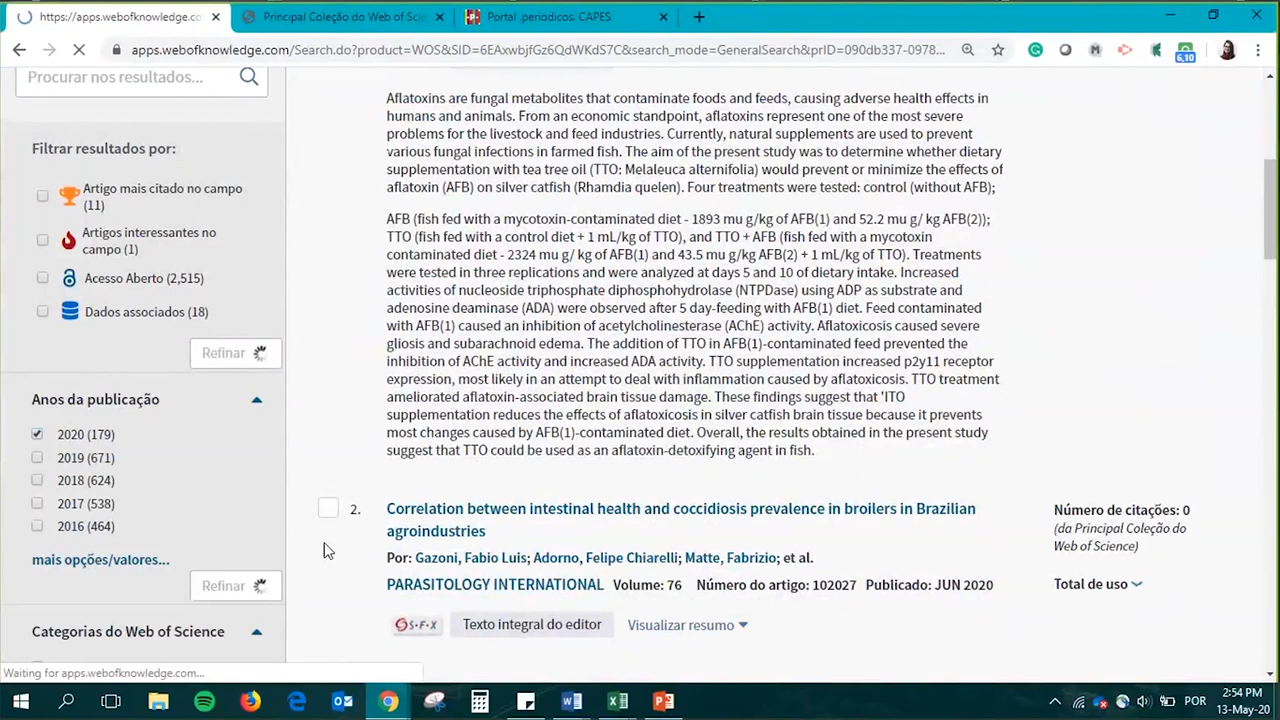 https://apps.webofknowledge.co
Principal Coleção do Web of Scie
Portal .periodicos. CAPES
apps.webofknowledge.com/Search.do?product=WOS&SID=6EAxwbjfGz6QdWKdS7C&search_mode=GeneralSearch&prID=090db337-0978...
6,10
Procurar nos resultados...
Filtrar resultados por:
Artigo mais citado no campo
(11)
Artigos interessantes no
campo (1)
Acesso Aberto (2,515)
Dados associados (18)
Refinar
Anos da publicação
2020 (179)
2019 (671)
2018 (624)
2017 (538)
2016 (464)
mais opções/valores...
Refinar
Categorias do Web of Science
Aflatoxins are fungal metabolites that contaminate foods and feeds, causing adverse health effects in
humans and animals. From an economic standpoint, aflatoxins represent one of the most severe
problems for the livestock and feed industries. Currently, natural supplements are used to prevent
various fungal infections in farmed fish. The aim of the present study was to determine whether dietary
supplementation with tea tree oil (TTO: Melaleuca alternifolia) would prevent or minimize the effects of
aflatoxin (AFB) on silver catfish (Rhamdia quelen). Four treatments were tested: control (without AFB);
AFB (fish fed with a mycotoxin-contaminated diet - 1893 mu g/kg of AFB(1) and 52.2 mu g/ kg AFB(2));
TTO (fish fed with a control diet + 1 mL/kg of TTO), and TTO + AFB (fish fed with a mycotoxin
contaminated diet - 2324 mu g/ kg of AFB(1) and 43.5 mu g/kg AFB(2) + 1 mL/kg of TTO). Treatments
were tested in three replications and were analyzed at days 5 and 10 of dietary intake. Increased
activities of nucleoside triphosphate diphosphohydrolase (NTPDase) using ADP as substrate and
adenosine deaminase (ADA) were observed after 5 day-feeding with AFB(1) diet. Feed contaminated
with AFB(1) caused an inhibition of acetylcholinesterase (AChE) activity. Aflatoxicosis caused severe
gliosis and subarachnoid edema. The addition of TTO in AFB(1)-contaminated feed prevented the
inhibition of AChE activity and increased ADA activity. TTO supplementation increased p2y11 receptor
expression, most likely in an attempt to deal with inflammation caused by aflatoxicosis. TTO treatment
ameliorated aflatoxin-associated brain tissue damage. These findings suggest that 'ITO
supplementation reduces the effects of aflatoxicosis in silver catfish brain tissue because it prevents
most changes caused by AFB(1)-contaminated diet. Overall, the results obtained in the present study
suggest that TTO could be used as an aflatoxin-detoxifying agent in fish.
2.
Correlation between intestinal health and coccidiosis prevalence in broilers in Brazilian
agroindustries
Por: Gazoni, Fabio Luis; Adorno, Felipe Chiarelli; Matte, Fabrizio; et al.
PARASITOLOGY INTERNATIONAL Volume: 76 Número do artigo: 102027 Publicado: JUN 2020
S·F·X
Texto integral do editor
Visualizar resumo
Número de citações: 0
(da Principal Coleção do
Web of Science)
Total de uso
Waiting for apps.webofknowledge.com...
POR
2:54 PM
13-May-20